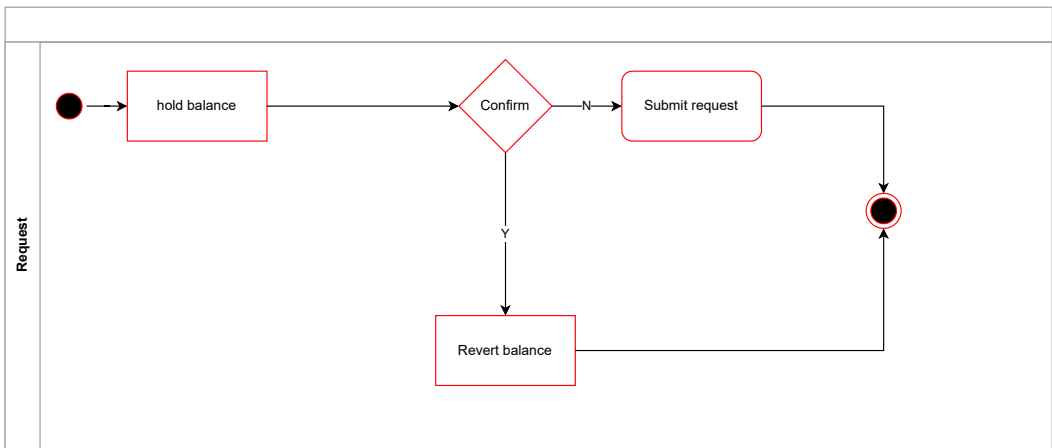 Request
hold balance
Confirm
N
Submit request
Y
Revert balance